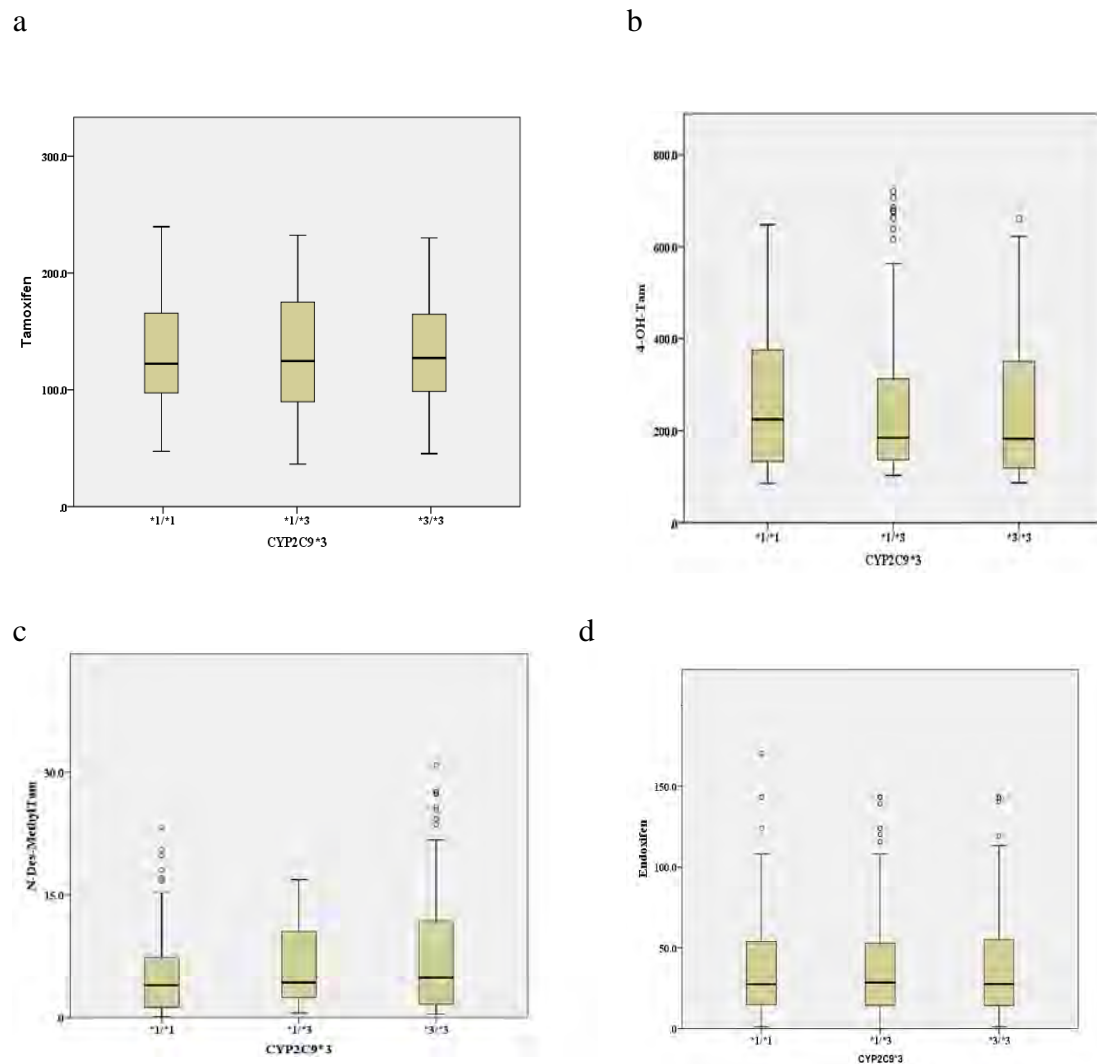 a
b
300.0
200.0
100.0
.0
Tamoxifen
*1/*1
*1/*3
*3/*3
CYP2C9*3
800.0
600.0
400.0
200.0
.0
4-OH-Tam
*1/*1
*1/*3
*3/*3
CYP2C9*3
c
d
30.0
15.0
.0
N-Des-MethylTam
*1/*1
*1/*3
*3/*3
CYP2C9*3
150.0
100.0
50.0
.0
Endoxifen
*1/*1
*1/*3
*3/*3
CYP2C9*3